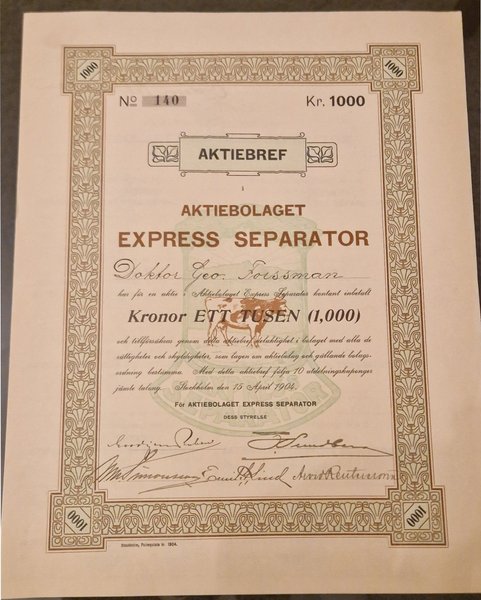 1000
1000
No 140
Kr. 1000
AKTIEBREF
i
AKTIEBOLAGET
EXPRESS SEPARATOR
Doktor Geo. Forssman
har för en aktie i Aktiebolaget Express Separator kontant inbetalt
Kronor ETT TUSEN (1,000)
och tillförsäkras genom detta aktiebref delaktighet i bolaget med alla de
rättigheter och skyldigheter, som lagen om aktiebolag och gällande bolags-
ordning bestämma. Med detta aktiebref följa 10 utdelningskuponger
jämte talong. Stockholm den 15 April 1904.
För AKTIEBOLAGET EXPRESS SEPARATOR
DESS STYRELSE
1000
1000
Stockholm, 1904.